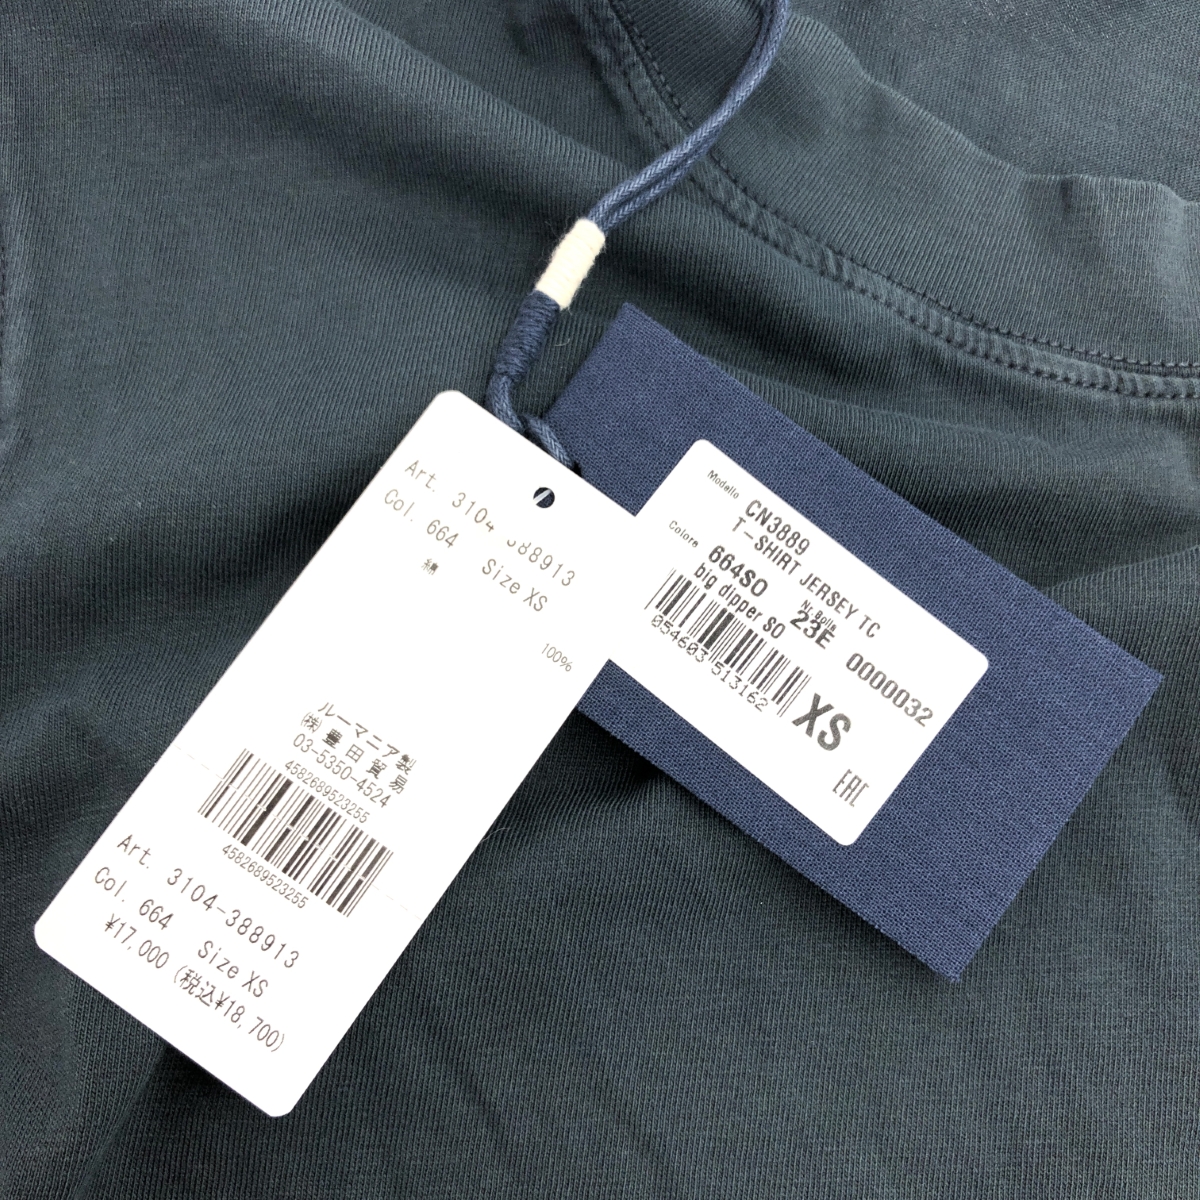 Art. 3104-388913
Col. 664 Size XS
綿 100%
ルーマニア製
㈱豊田貿易
03-5350-4524
4582689523255
4582689523255
Art. 3104-388913
Col. 664 Size XS
¥17,000 (税込¥18,700)
Modello CN3889
T-SHIRT JERSEY TC
Colore 664SO Nr Bolla 23E 0000032
big dipper SO
054603 513162 XS
EAC